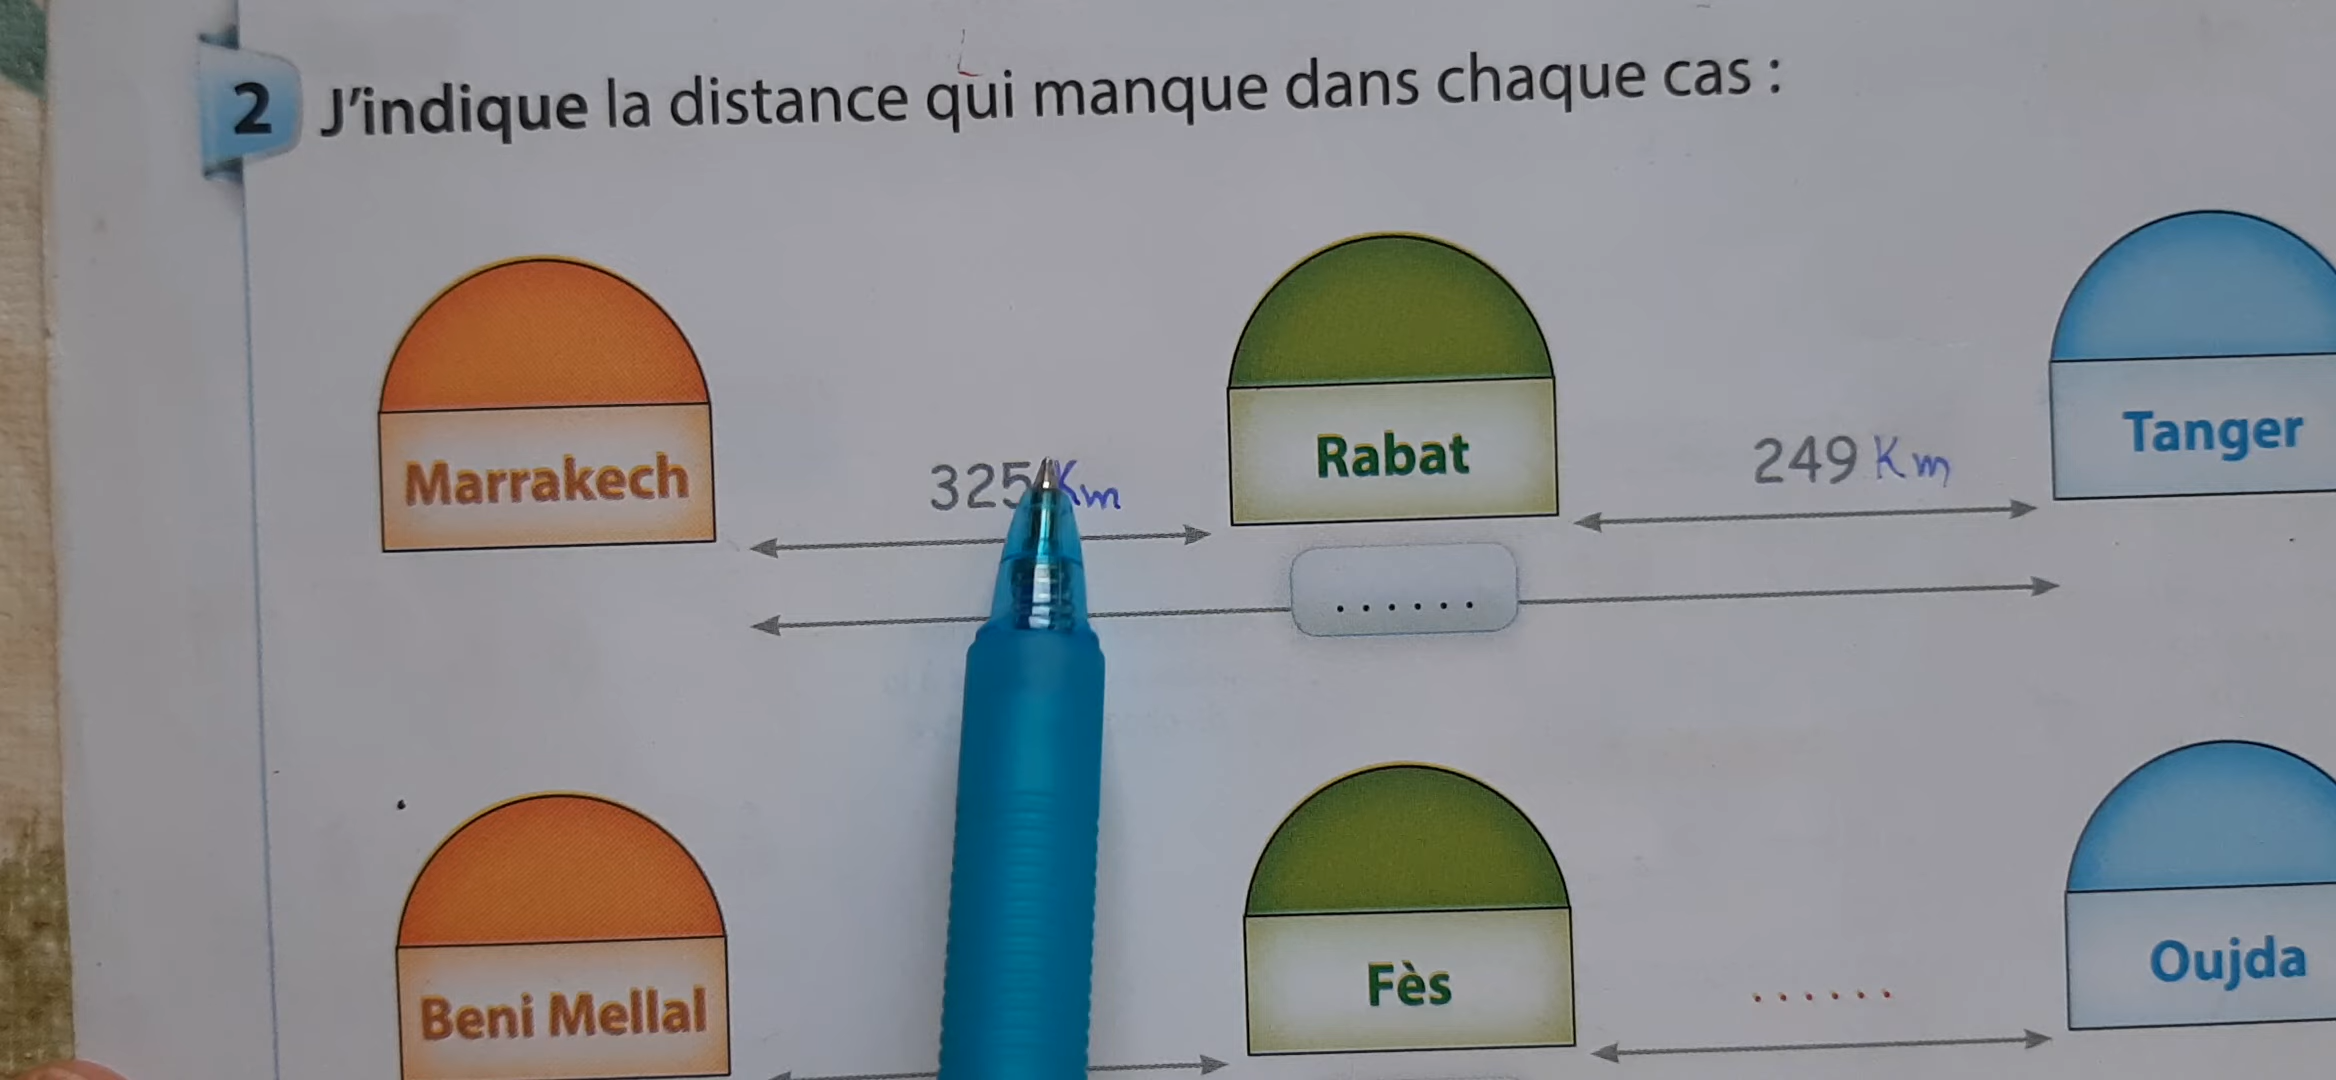 2 J'indique la distance qui manque dans chaque cas :
Marrakech 325 Km Rabat 249 Km Tanger
......
Beni Mellal Fès ...... Oujda